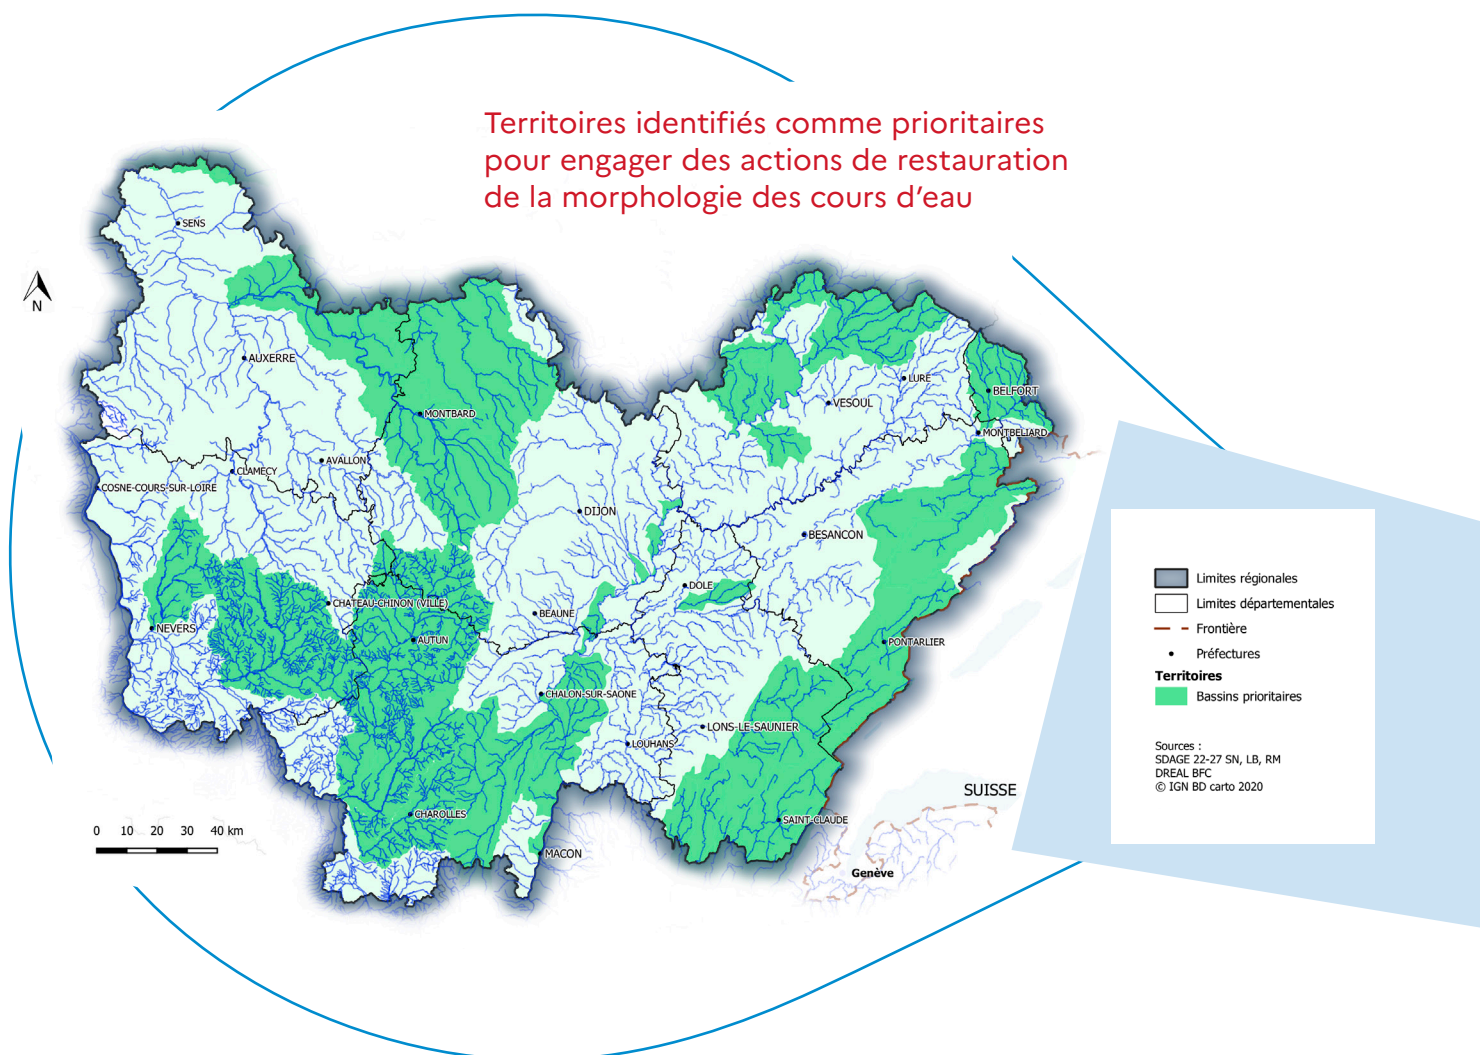 Territoires identifiés comme prioritaires
pour engager des actions de restauration
de la morphologie des cours d’eau
N
SENS
AUXERRE
MONTBARD
LURE
BELFORT
VESOUL
MONTBELIARD
AVALLON
CLAMECY
COSNE-COURS-SUR-LOIRE
DIJON
BESANCON
DOLE
CHATEAU-CHINON (VILLE)
BEAUNE
NEVERS
AUTUN
PONTARLIER
CHALON-SUR-SAONE
LONS-LE-SAUNIER
LOUHANS
CHAROLLES
SAINT-CLAUDE
MACON
SUISSE
Genève
0 10 20 30 40 km
Limites régionales
Limites départementales
Frontière
Préfectures
Territoires
Bassins prioritaires
Sources :
SDAGE 22-27 SN, LB, RM
DREAL BFC
© IGN BD carto 2020